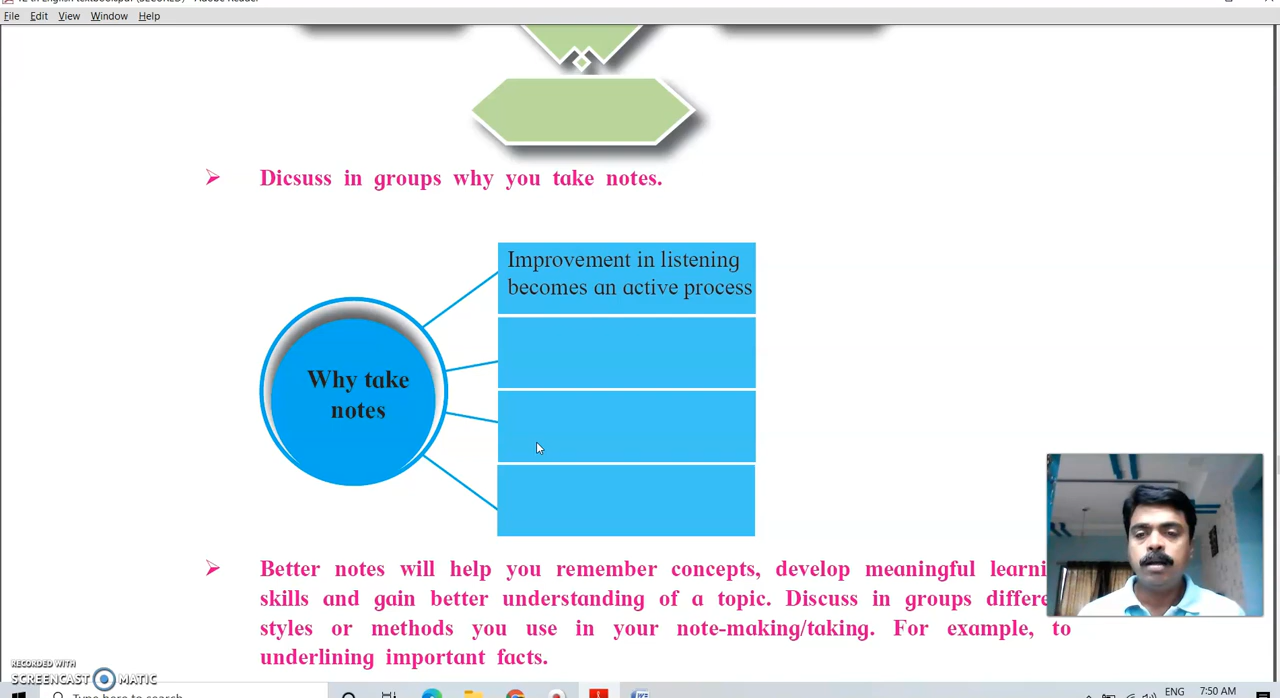 File Edit View Window Help
Dicsuss in groups why you take notes.
Improvement in listening
becomes an active process
Why take
notes
Better notes will help you remember concepts, develop meaningful
skills and gain better understanding of a topic. Discuss in groups
styles or methods you use in your note-making/taking. For example, to
underlining important facts.
RECORDED WITH
SCREENCAST MATIC
ENG
7:50 AM